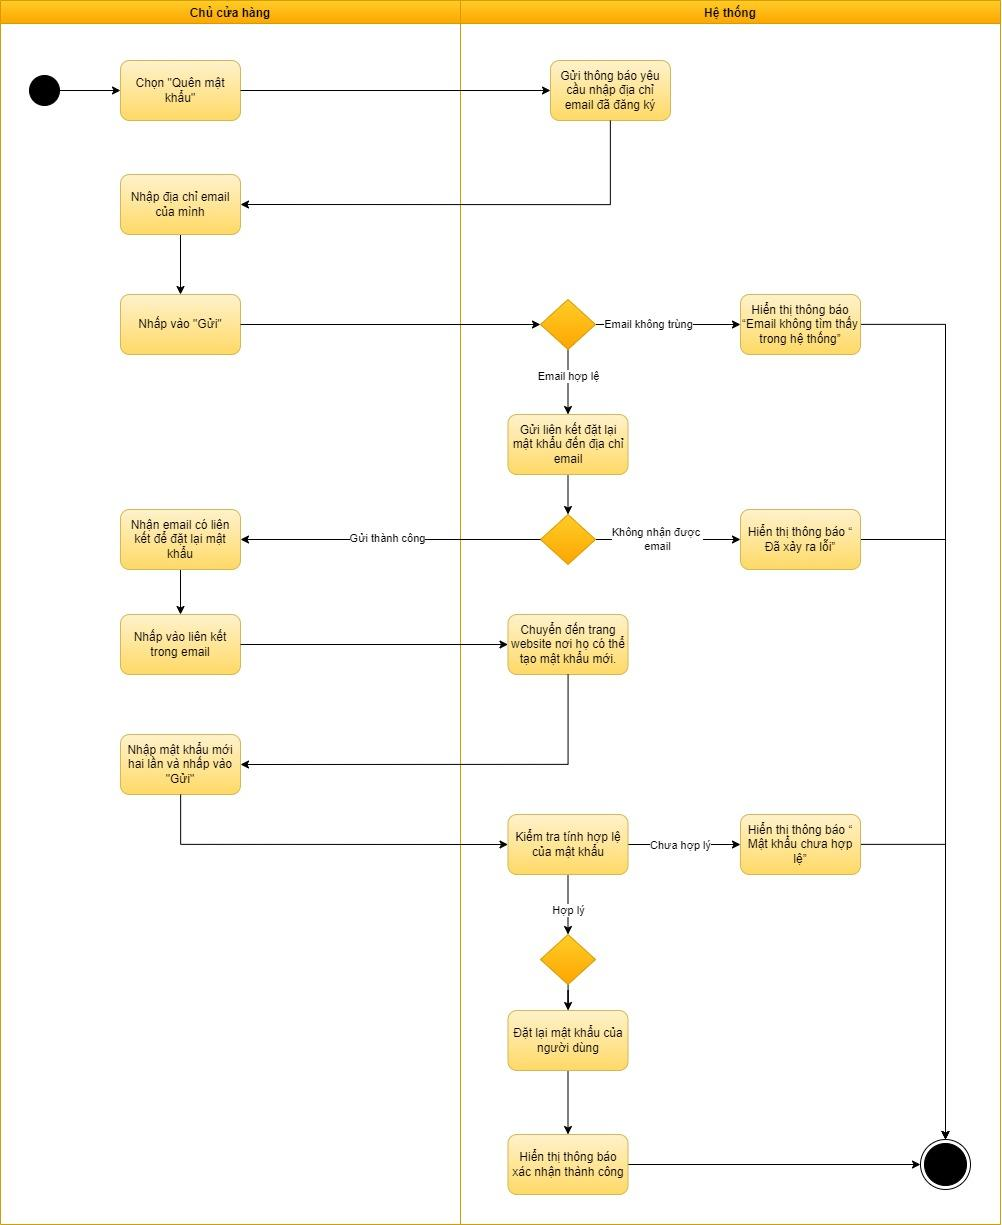 Chủ cửa hàng
Hệ thống
Chọn "Quên mật
khẩu"
Gửi thông báo yêu
cầu nhập địa chỉ
email đã đăng ký
Nhập địa chỉ email
của mình
Nhấp vào "Gửi"
Email không trùng
Hiển thị thông báo
“Email không tìm thấy
trong hệ thống”
Email hợp lệ
Gửi liên kết đặt lại
mật khẩu đến địa chỉ
email
Nhận email có liên
kết để đặt lại mật
khẩu
Gửi thành công
Không nhận được
email
Hiển thị thông báo “
Đã xảy ra lỗi”
Nhấp vào liên kết
trong email
Chuyển đến trang
website nơi họ có thể
tạo mật khẩu mới.
Nhập mật khẩu mới
hai lần và nhấp vào
"Gửi"
Kiểm tra tính hợp lệ
của mật khẩu
Chưa hợp lý
Hiển thị thông báo “
Mật khẩu chưa hợp
lệ”
Hợp lý
Đặt lại mật khẩu của
người dùng
Hiển thị thông báo
xác nhận thành công